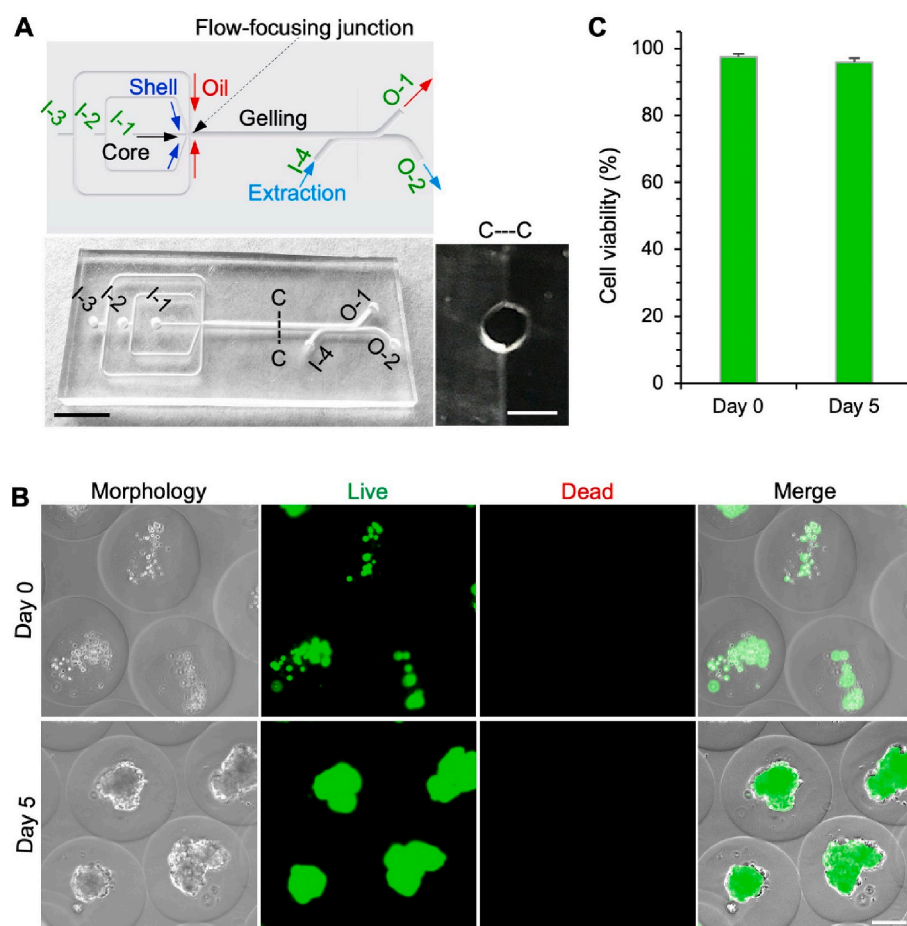 A
Flow-focusing junction
Shell
Oil
I-3
I-2
I-1
Core
Gelling
O-1
I-4
Extraction
O-2
C---C
I-3
I-2
I-1
C
C
O-1
I-4
O-2
C
Cell viability (%)
100
80
60
40
20
0
Day 0
Day 5
B
Morphology
Live
Dead
Merge
Day 0
Day 5